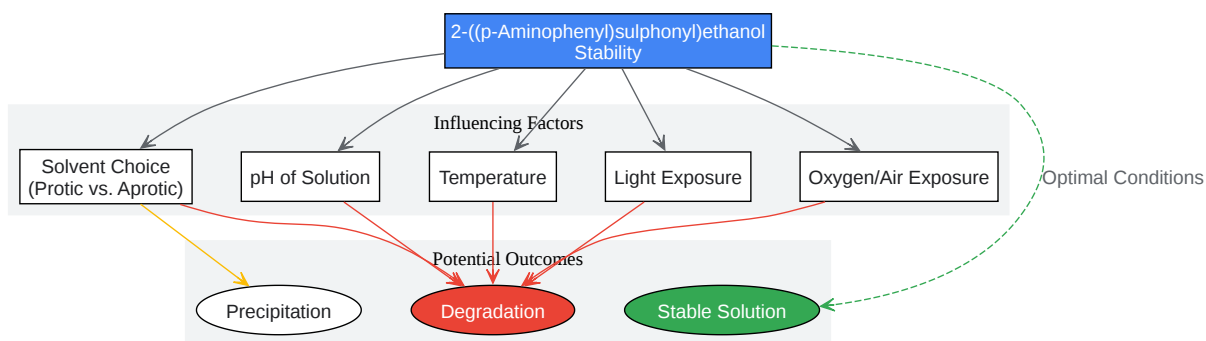 2-((p-Aminophenyl)sulphonyl)ethanol
Stability
Influencing Factors
Solvent Choice
(Protic vs. Aprotic)
pH of Solution
Temperature
Light Exposure
Oxygen/Air Exposure
Optimal Conditions
Potential Outcomes
Precipitation
Degradation
Stable Solution